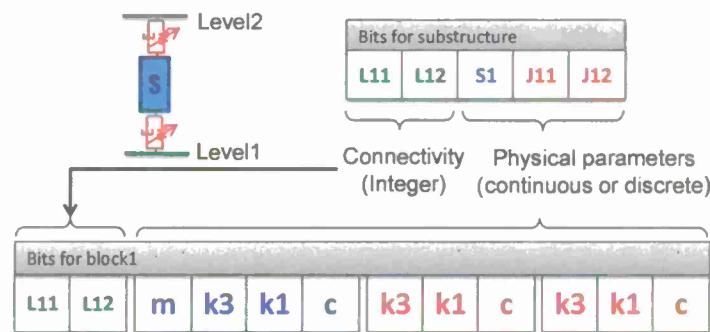 Level2
S
Level1
Bits for substructure
L11 L12 S1 J11 J12
Connectivity
(Integer)
Physical parameters
(continuous or discrete)
Bits for block1
L11 L12 m k3 k1 c k3 k1 c k3 k1 c